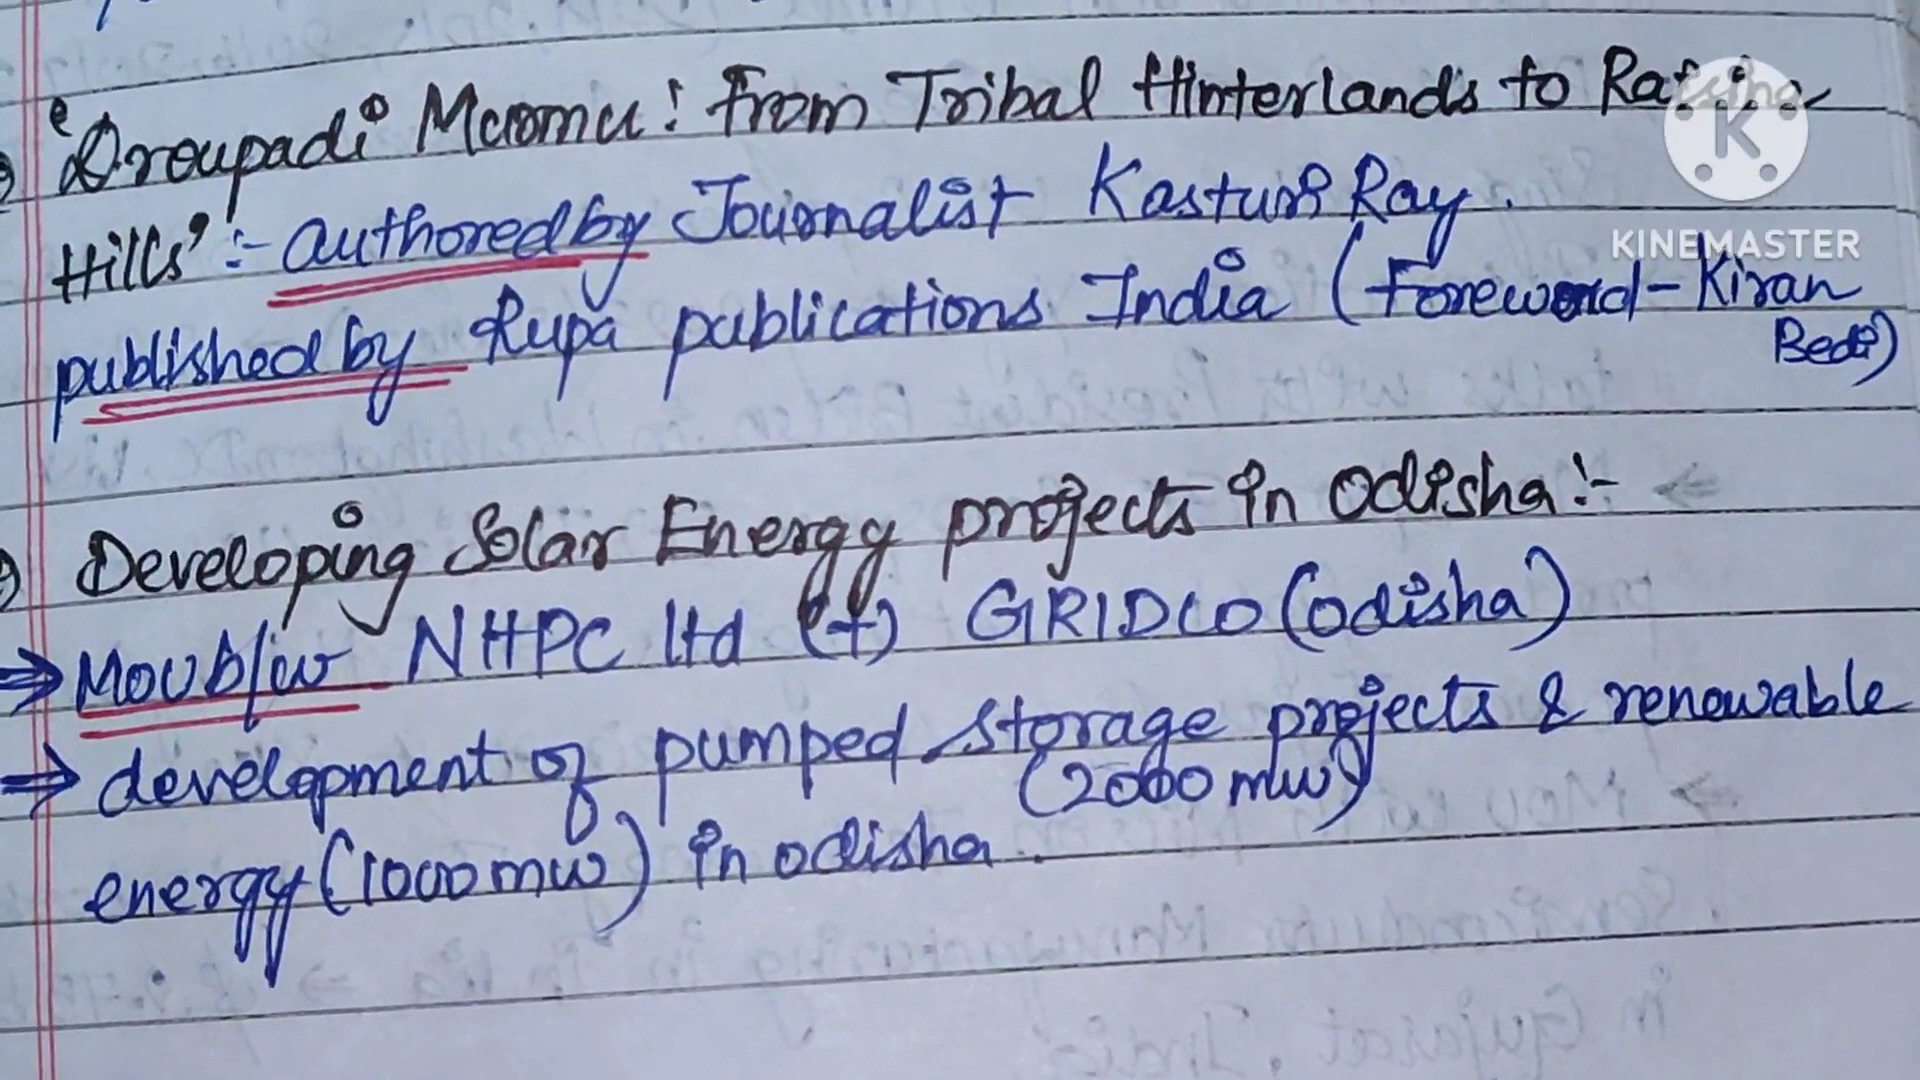 'Droupadi Murmu: From Tribal Hinterlands to Raisina
Hills' :- authored by Journalist Kasturi Ray.
published by Rupa publications India (Foreword - Kiran
Bedi)
Developing Solar Energy projects in Odisha :-
⇒ MOU b/w NHPC ltd (+) GRIDCO (Odisha)
⇒ development of pumped storage projects & renewable
(2000 mw)
energy (1000 mw) in odisha.
KINEMASTER